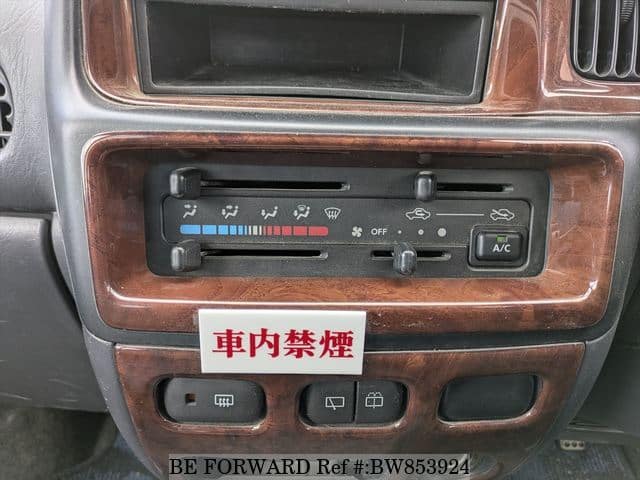 OFF
A/C
車内禁煙
BE FORWARD Ref #:BW853924